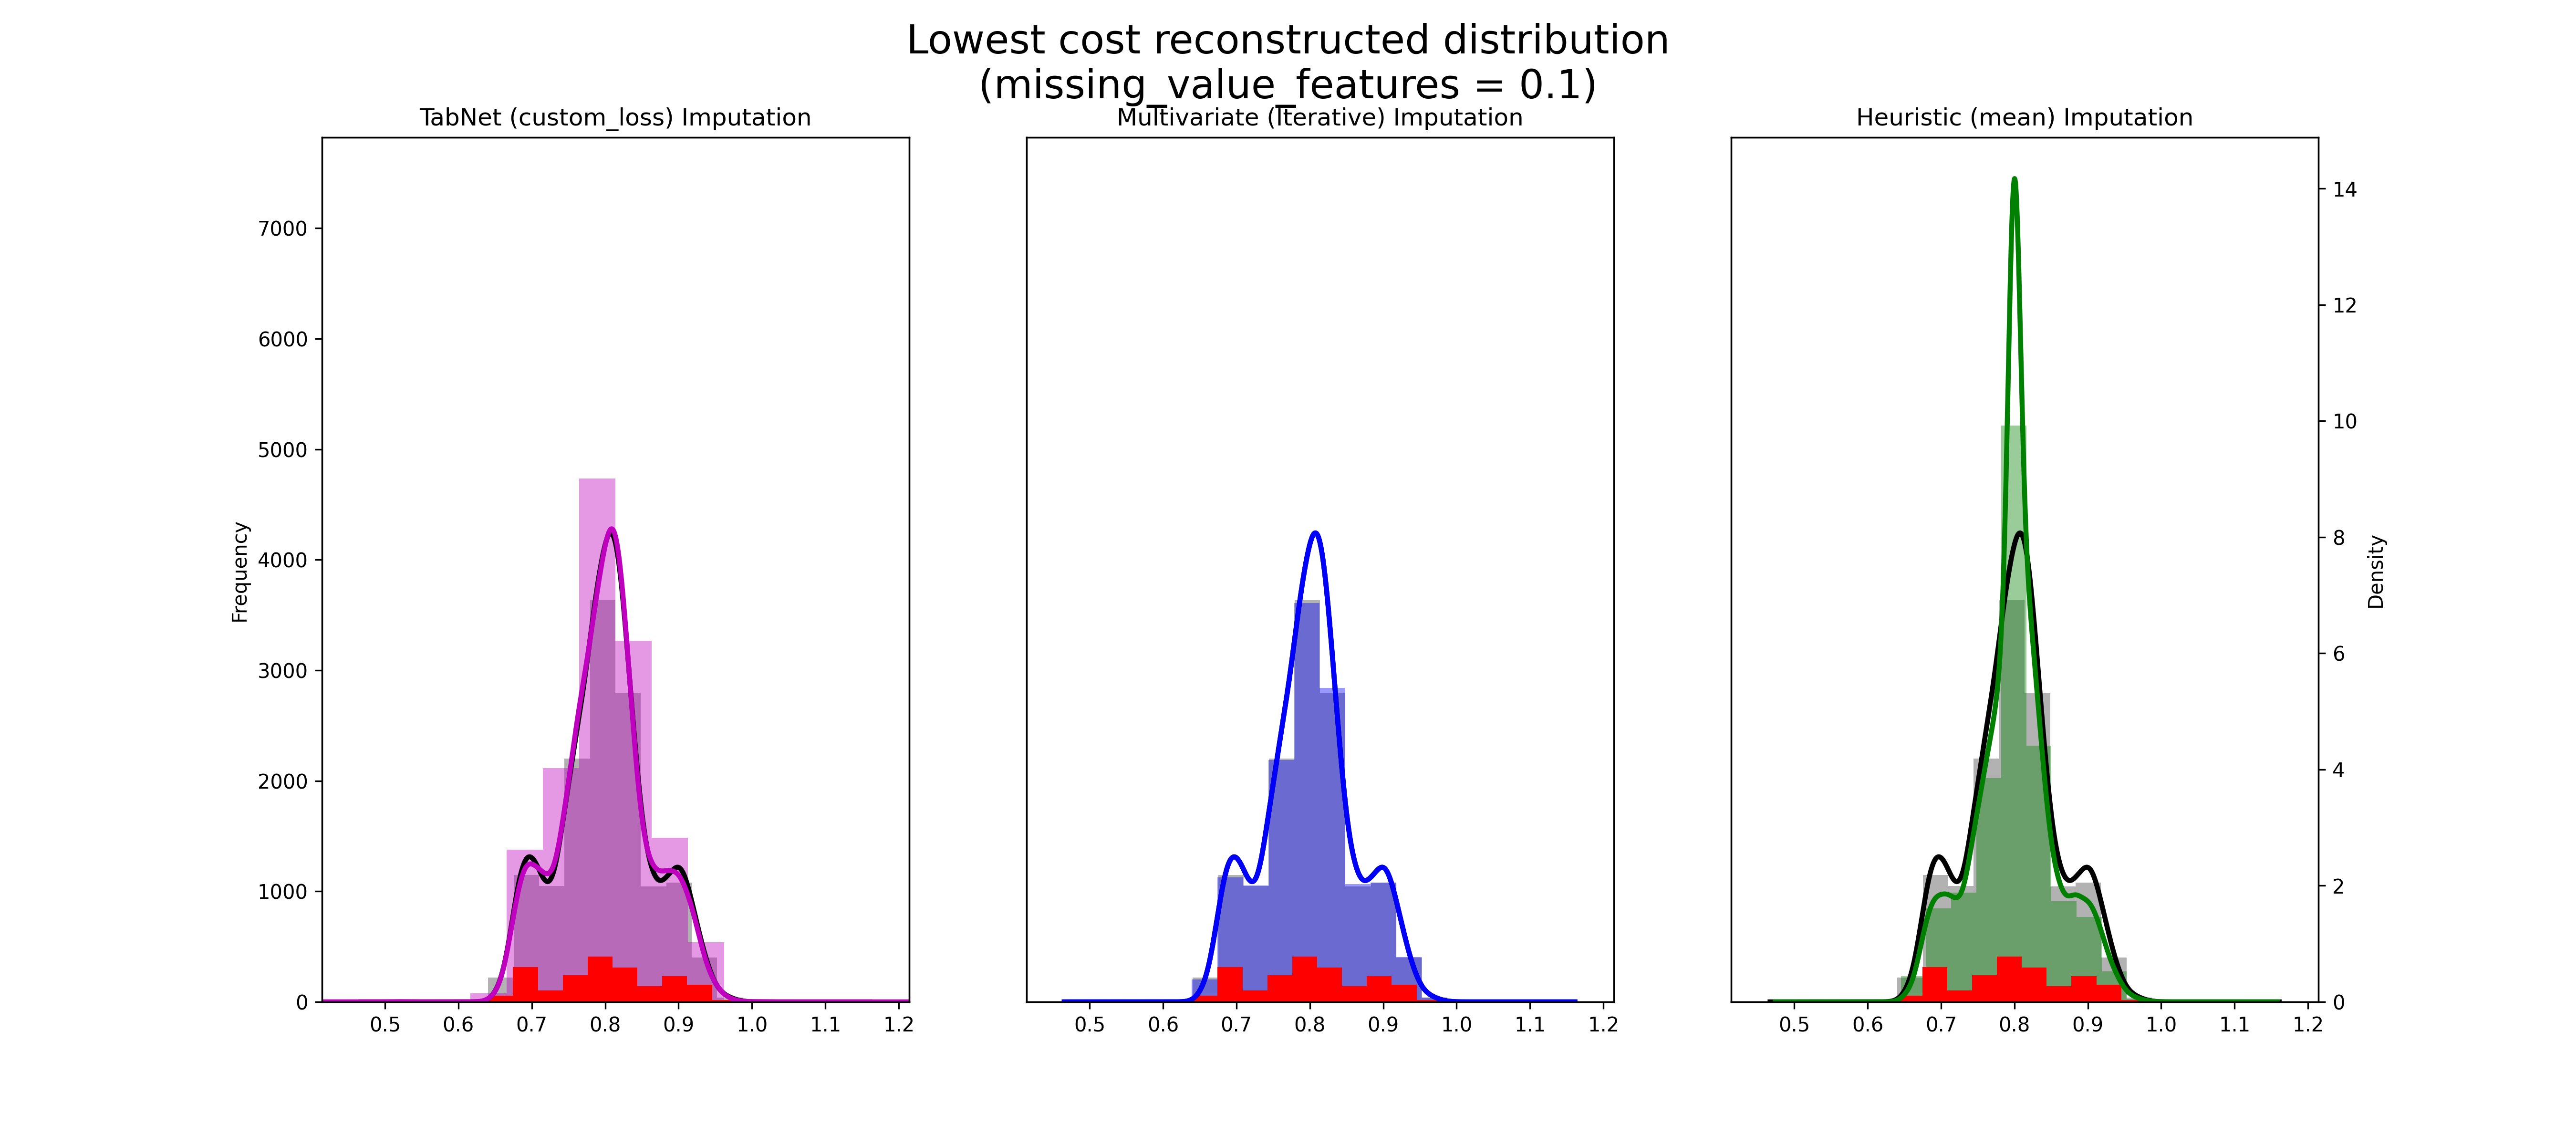 Lowest cost reconstructed distribution
(missing_value_features = 0.1)
TabNet (custom_loss) Imputation
Multivariate (Iterative) Imputation
Heuristic (mean) Imputation
Frequency
7000
6000
5000
4000
3000
2000
1000
0
0.5 0.6 0.7 0.8 0.9 1.0 1.1 1.2
0.5 0.6 0.7 0.8 0.9 1.0 1.1 1.2
0.5 0.6 0.7 0.8 0.9 1.0 1.1 1.2
14
12
10
8
6
4
2
0
Density